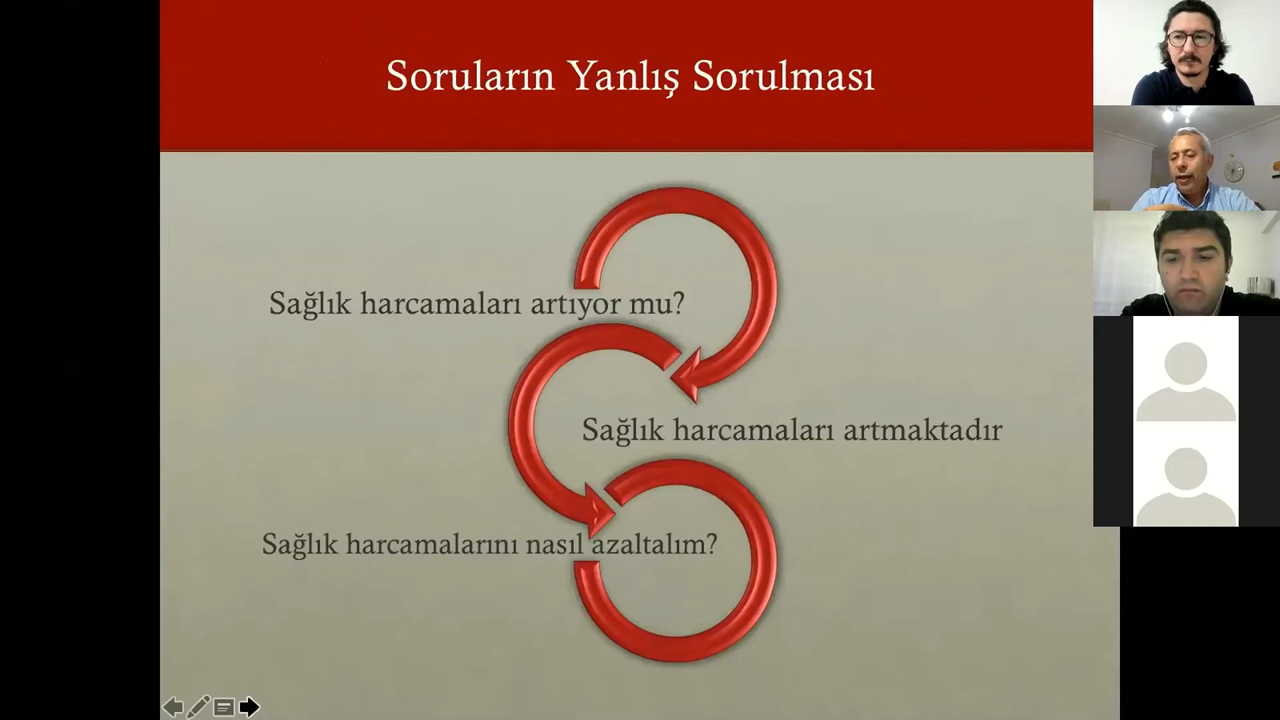 Soruların Yanlış Sorulması
Sağlık harcamaları artıyor mu?
Sağlık harcamaları artmaktadır
Sağlık harcamalarını nasıl azaltalım?